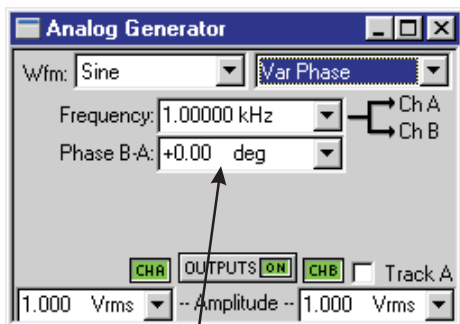 Analog Generator
Wfm: Sine Var Phase
Frequency: 1.00000 kHz Ch A
Ch B
Phase B-A: +0.00 deg
CHA OUTPUTS ON CHB Track A
1.000 Vrms -- Amplitude -- 1.000 Vrms